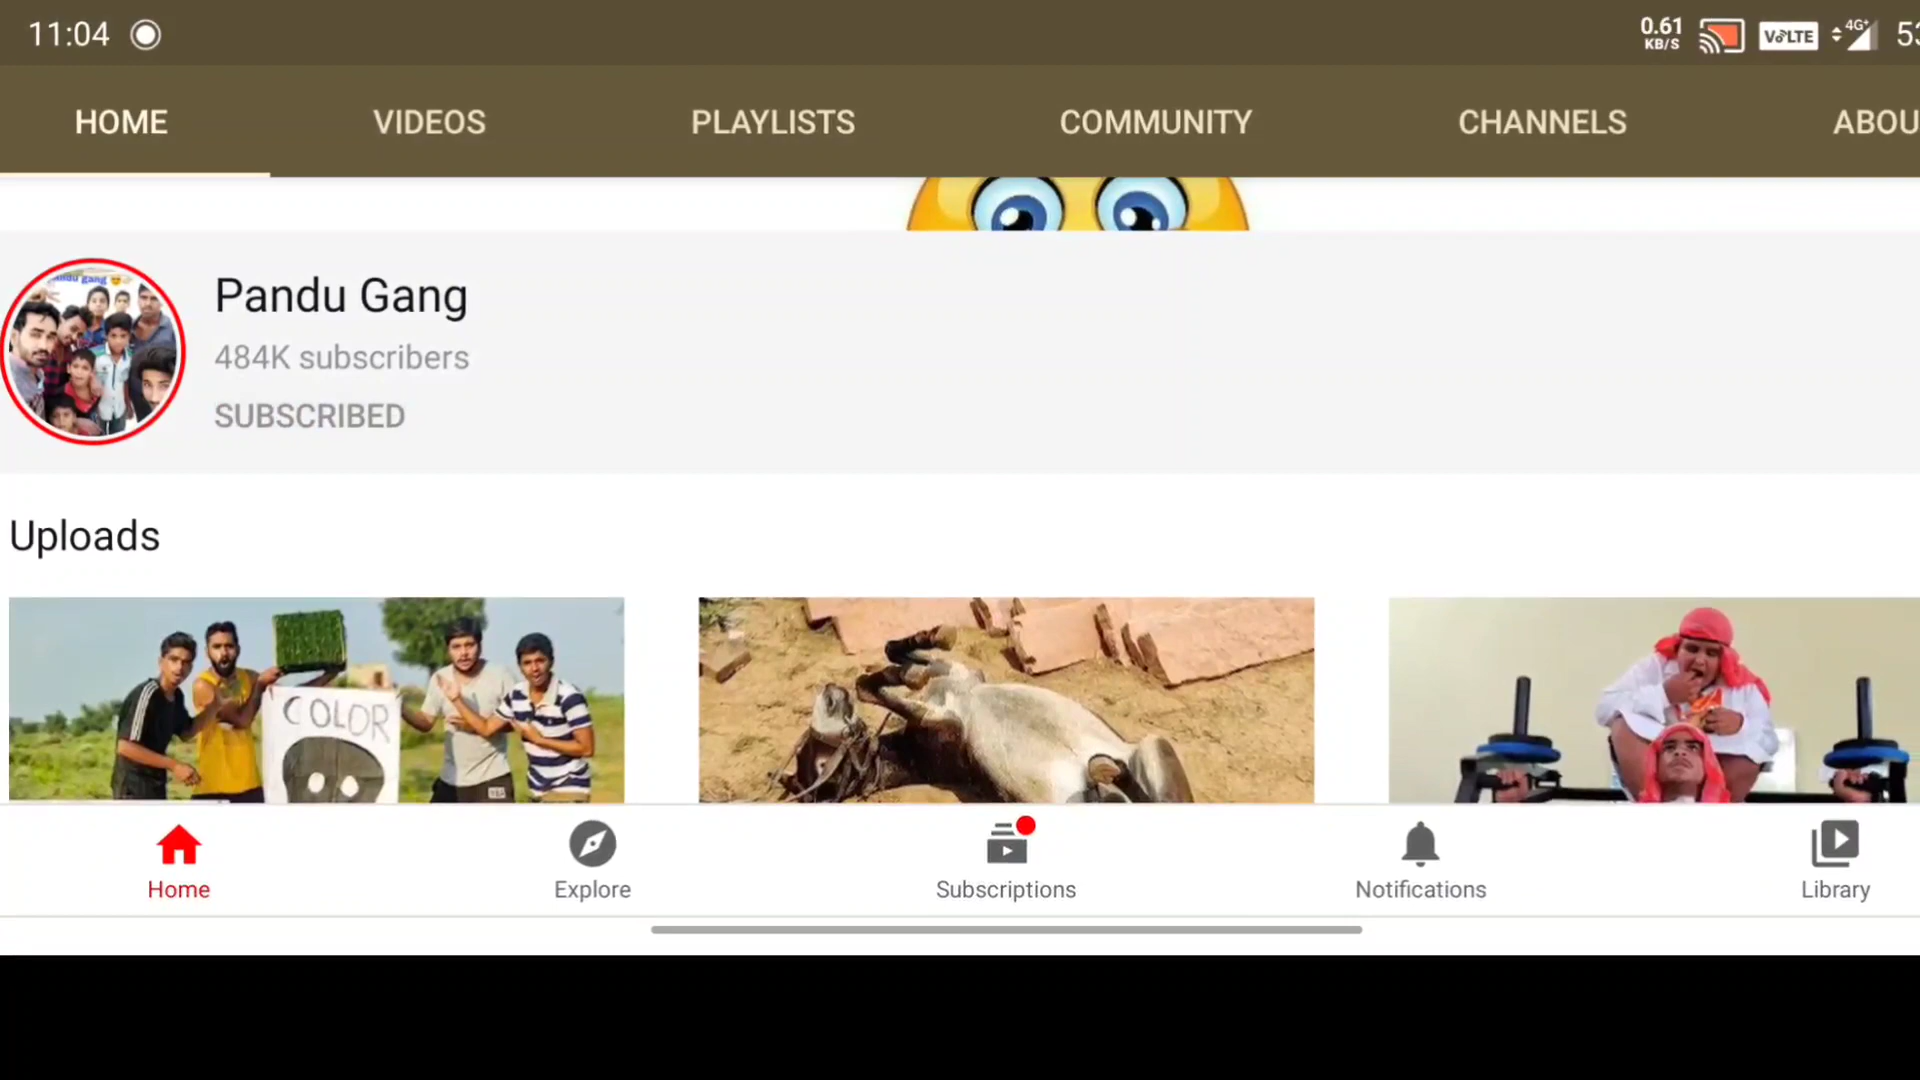 11:04
0.61
KB/S
VoLTE
4G+
HOME VIDEOS PLAYLISTS COMMUNITY CHANNELS ABOU
Pandu Gang
484K subscribers
SUBSCRIBED
Uploads
COLOR
Home Explore Subscriptions Notifications Library